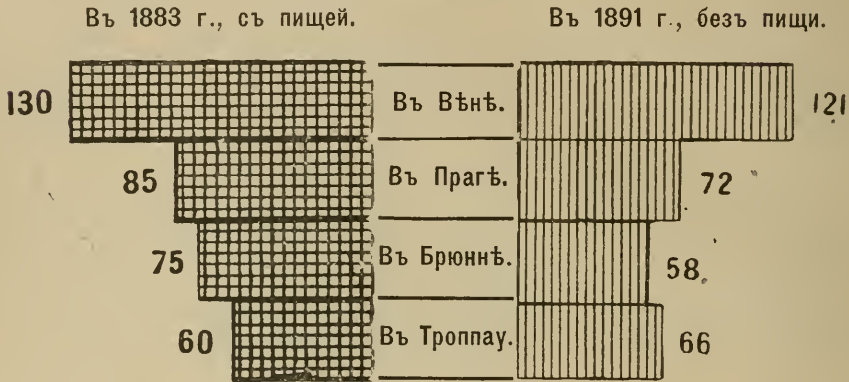 Въ 1883 г., съ пищей. Въ 1891 г., безъ пищи.
130 Въ Вѣнѣ. 121
85 Въ Прагѣ. 72
75 Въ Брюннѣ. 58
60 Въ Троппау. 66